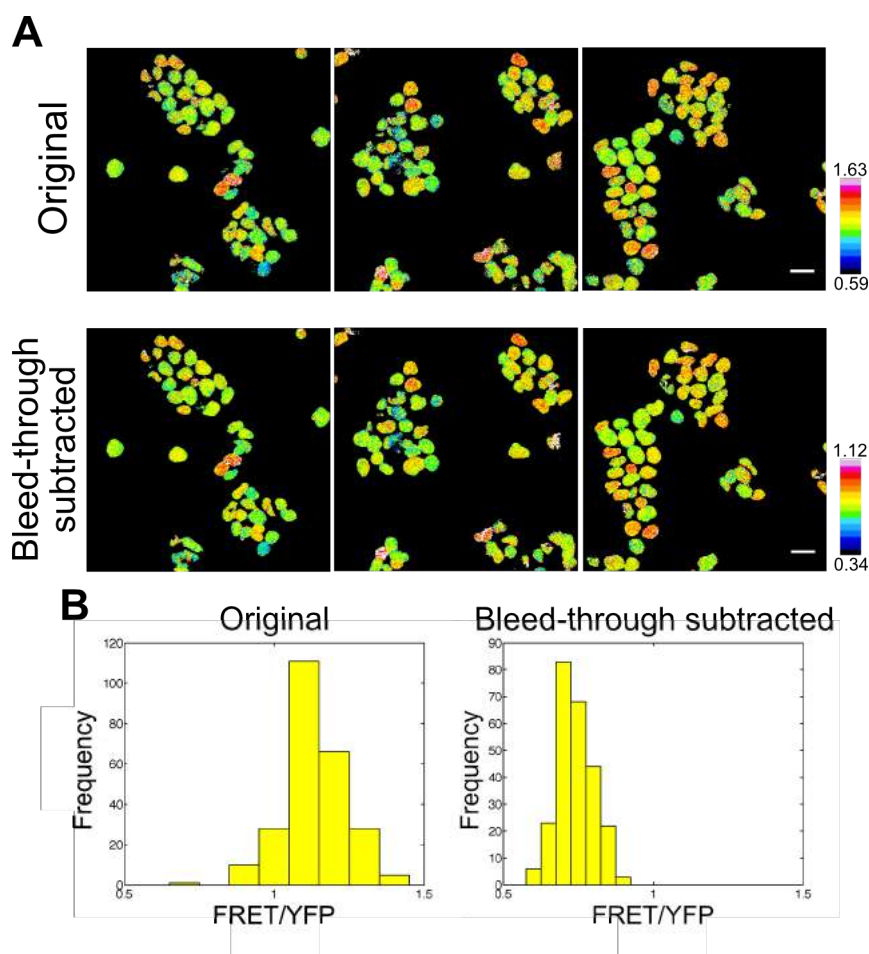 A
Original
1.63
0.59
Bleed-through
subtracted
1.12
0.34
B
Original
120
100
80
60
40
20
0
0.5
1
1.5
Frequency
FRET/YFP
Bleed-through subtracted
90
80
70
60
50
40
30
20
10
0
0.5
1
1.5
Frequency
FRET/YFP